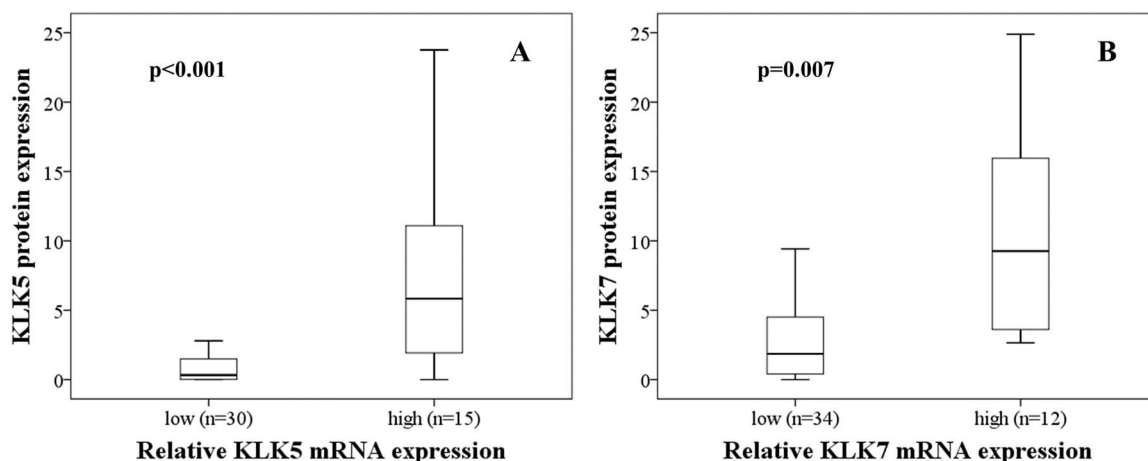 A
p<0.001
KLK5 protein expression
25
20
15
10
5
0
low (n=30)
high (n=15)
Relative KLK5 mRNA expression
B
p=0.007
KLK7 protein expression
25
20
15
10
5
0
low (n=34)
high (n=12)
Relative KLK7 mRNA expression